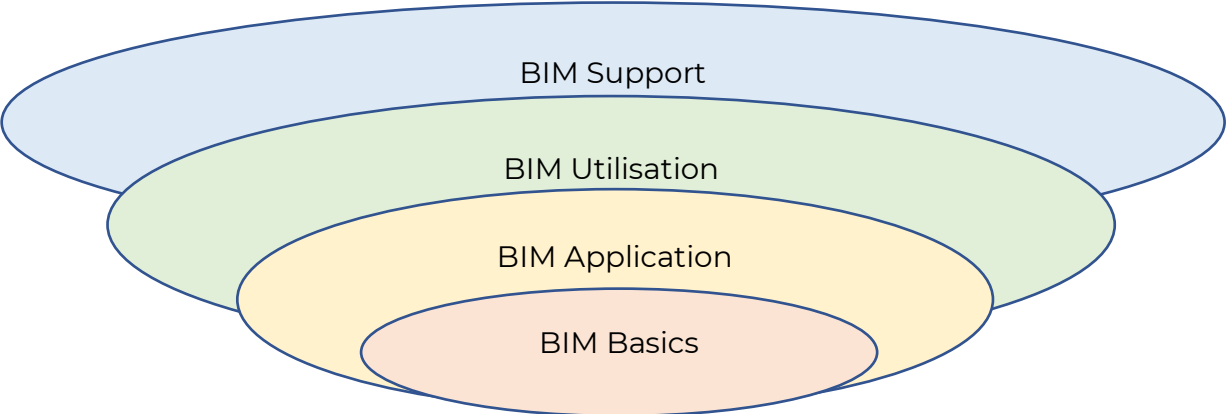 BIM Support
BIM Utilisation
BIM Application
BIM Basics